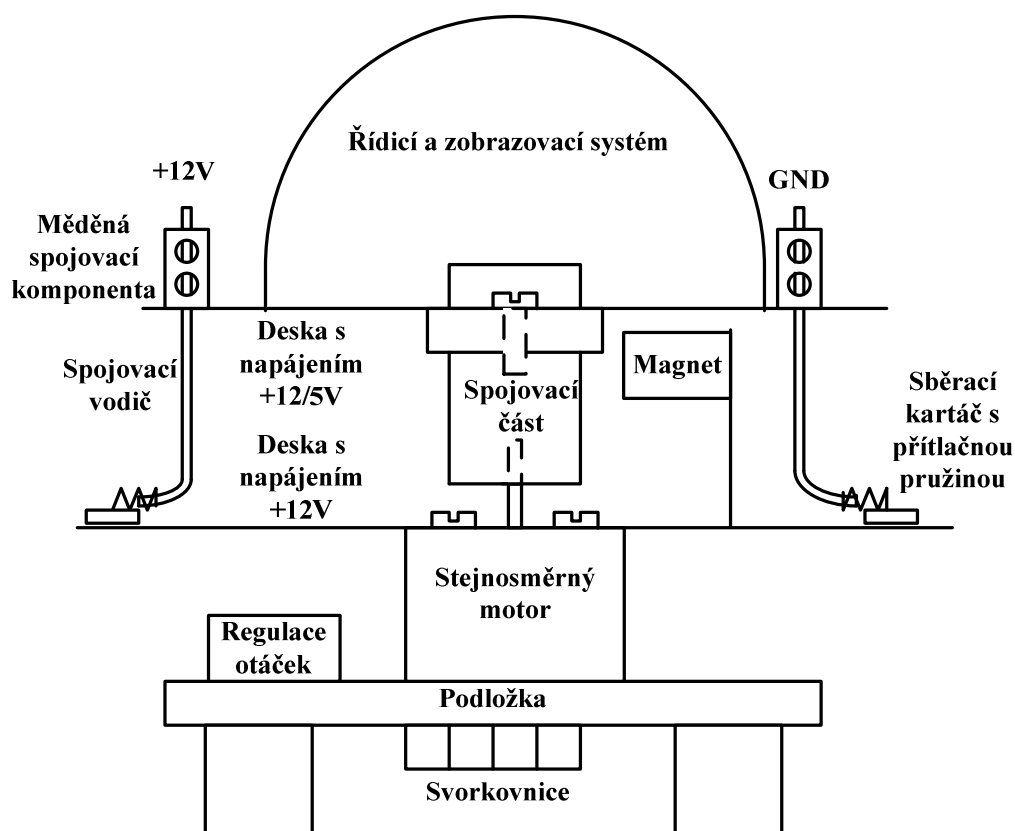 Řídicí a zobrazovací systém
+12V
GND
Měděná
spojovací
komponenta
Deska s
napájením
+12/5V
Magnet
Spojovací
vodič
Spojovací
část
Sběrací
kartáč s
přítlačnou
pružinou
Deska s
napájením
+12V
Stejnosměrný
motor
Regulace
otáček
Podložka
Svorkovnice